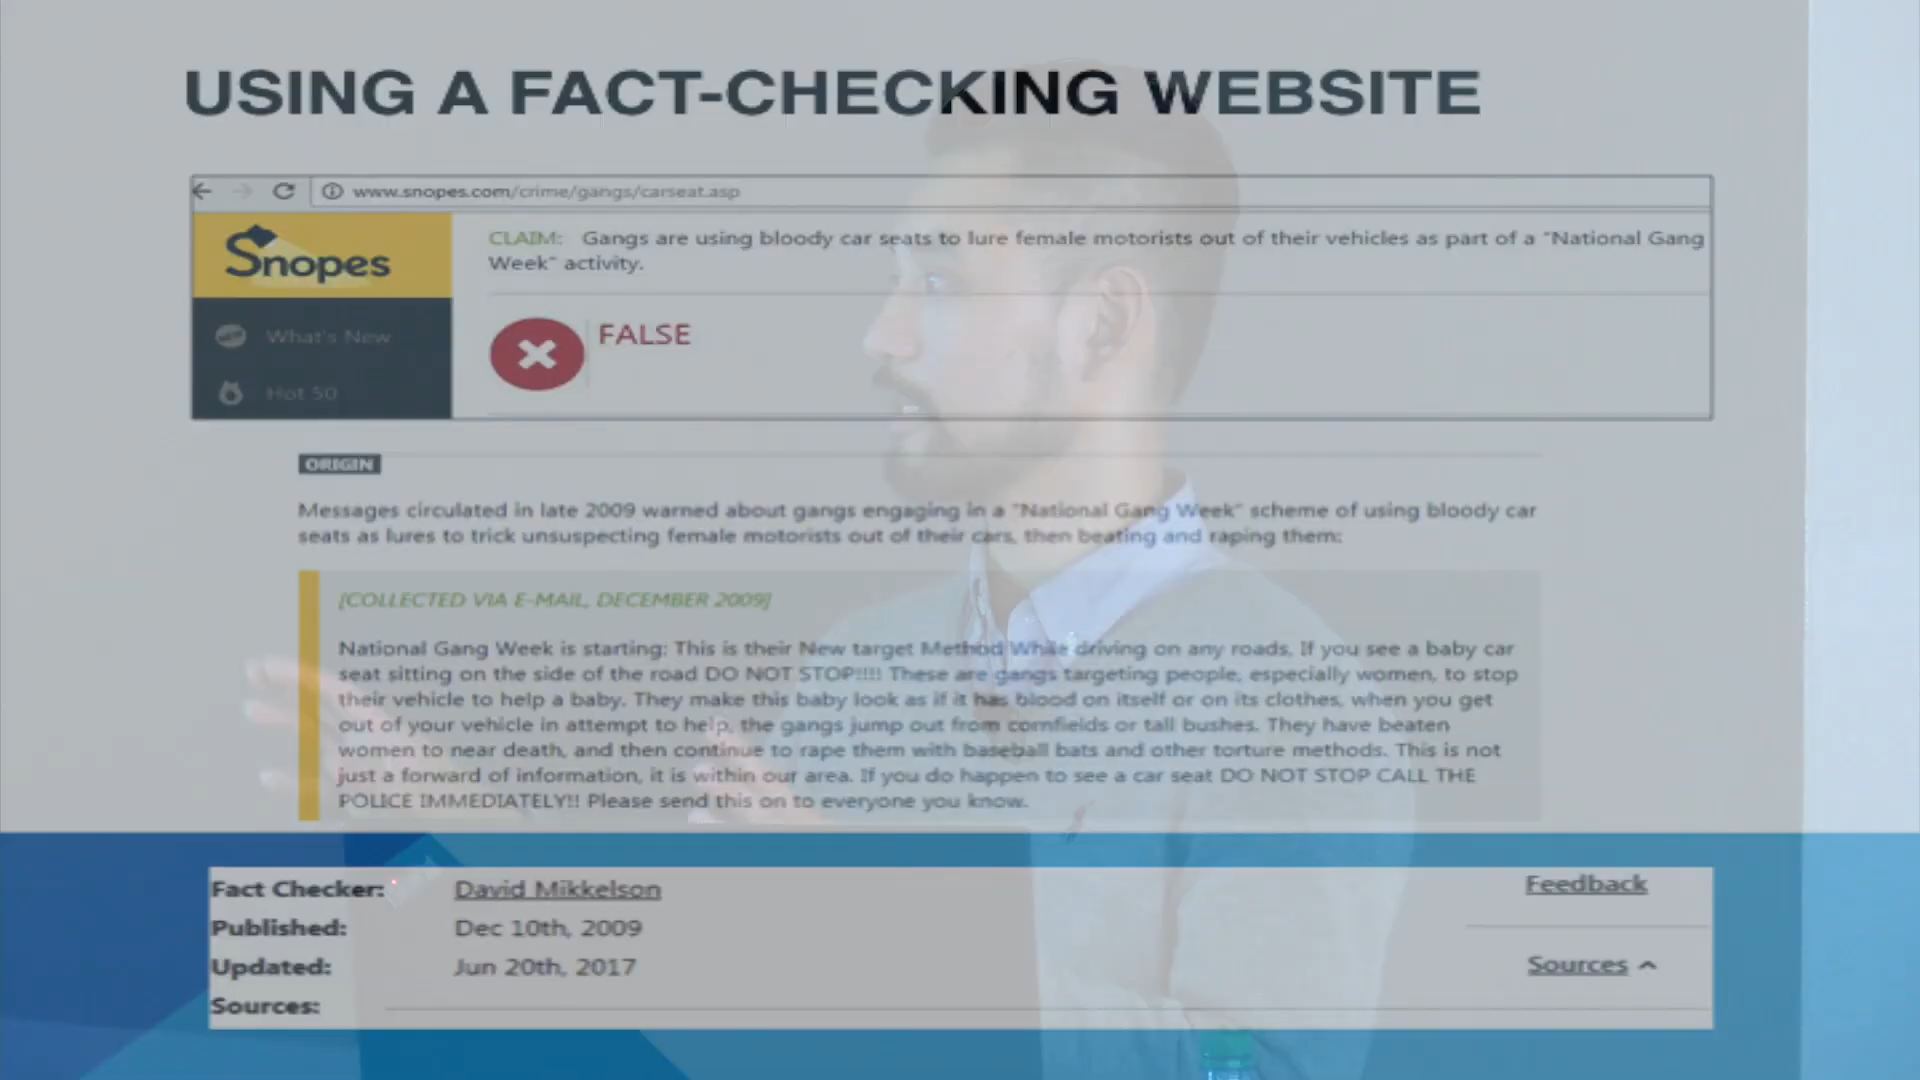 USING A FACT-CHECKING WEBSITE
www.snopes.com/crime/gangs/carseat.asp
Snopes
CLAIM: Gangs are using bloody car seats to lure female motorists out of their vehicles as part of a "National Gang
Week" activity.
What's New
FALSE
Hot 50
ORIGIN
Messages circulated in late 2009 warned about gangs engaging in a "National Gang Week" scheme of using bloody car
seats as lures to trick unsuspecting female motorists out of their cars, then beating and raping them:
[COLLECTED VIA E-MAIL, DECEMBER 2009]
National Gang Week is starting: This is their New target Method While driving on any roads, If you see a baby car
seat sitting on the side of the road DO NOT STOP!!!! These are gangs targeting people, especially women, to stop
their vehicle to help a baby. They make this baby look as if it has blood on itself or on its clothes, when you get
out of your vehicle in attempt to help, the gangs jump out from cornfields or tall bushes. They have beaten
women to near death, and then continue to rape them with baseball bats and other torture methods. This is not
just a forward of information, it is within our area. If you do happen to see a car seat DO NOT STOP CALL THE
POLICE IMMEDIATELY!! Please send this on to everyone you know.
Fact Checker: David Mikkelson
Feedback
Published: Dec 10th, 2009
Updated: Jun 20th, 2017
Sources
Sources: